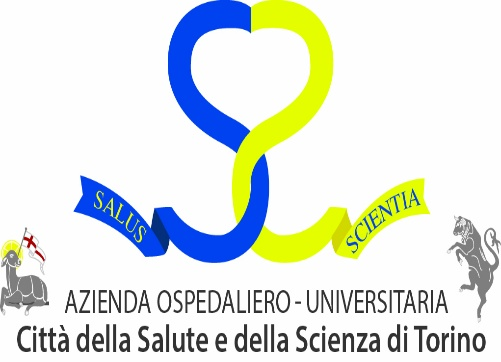 SALUS
SCIENTIA
AZIENDA OSPEDALIERO - UNIVERSITARIA
Città della Salute e della Scienza di Torino